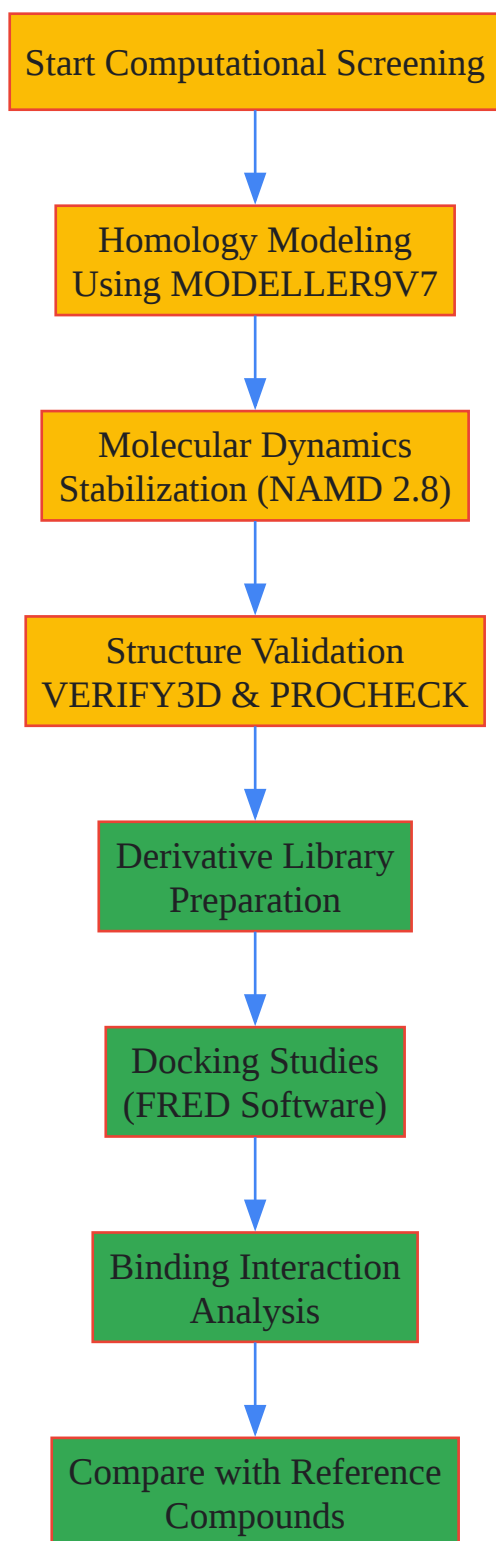 Start Computational Screening
Homology Modeling
Using MODELLER9V7
Molecular Dynamics
Stabilization (NAMD 2.8)
Structure Validation
VERIFY3D & PROCHECK
Derivative Library
Preparation
Docking Studies
(FRED Software)
Binding Interaction
Analysis
Compare with Reference
Compounds